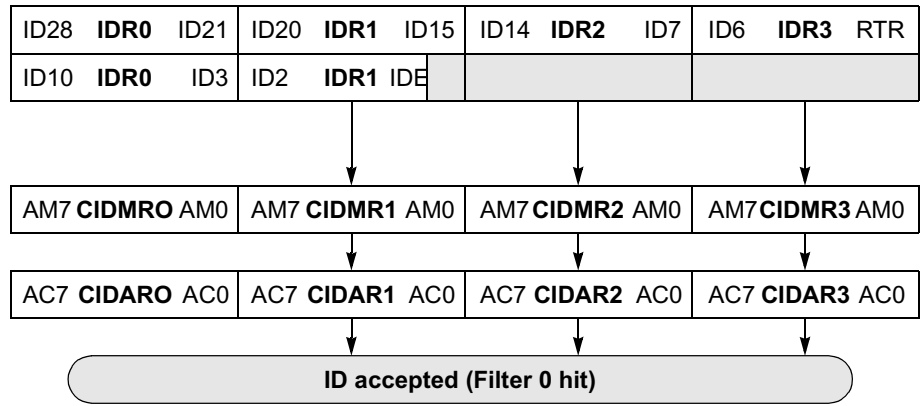 ID28 IDR0 ID21 ID20 IDR1 ID15 ID14 IDR2 ID7 ID6 IDR3 RTR
ID10 IDR0 ID3 ID2 IDR1 IDE
AM7 CIDMRO AM0 AM7 CIDMR1 AM0 AM7 CIDMR2 AM0 AM7 CIDMR3 AM0
AC7 CIDARO AC0 AC7 CIDAR1 AC0 AC7 CIDAR2 AC0 AC7 CIDAR3 AC0
ID accepted (Filter 0 hit)